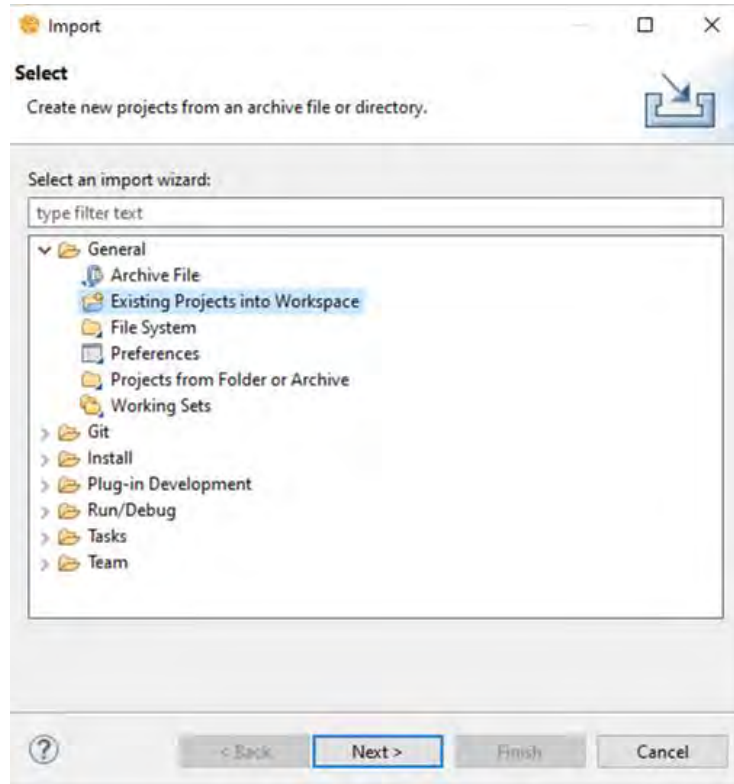 Import
Select
Create new projects from an archive file or directory.
Select an import wizard:
type filter text
General
Archive File
Existing Projects into Workspace
File System
Preferences
Projects from Folder or Archive
Working Sets
Git
Install
Plug-in Development
Run/Debug
Tasks
Team
?
< Back
Next >
Finish
Cancel